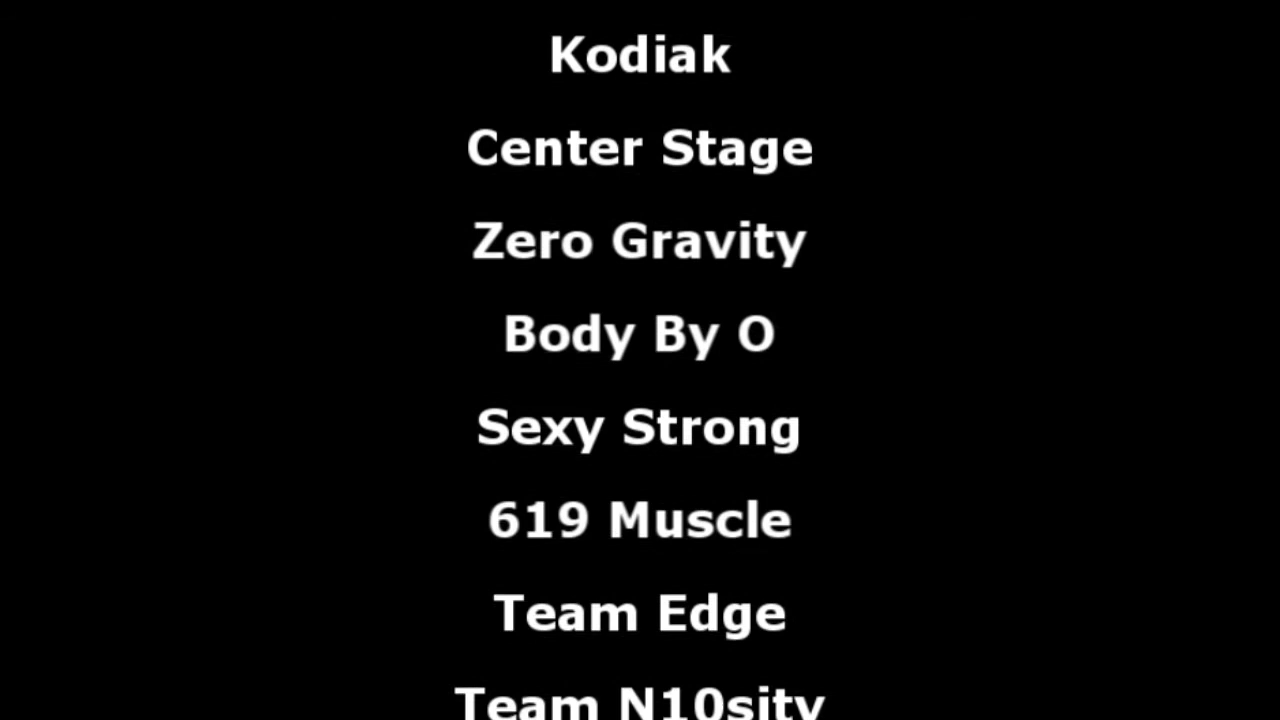 Kodiak
Center Stage
Zero Gravity
Body By O
Sexy Strong
619 Muscle
Team Edge
Team N10sity